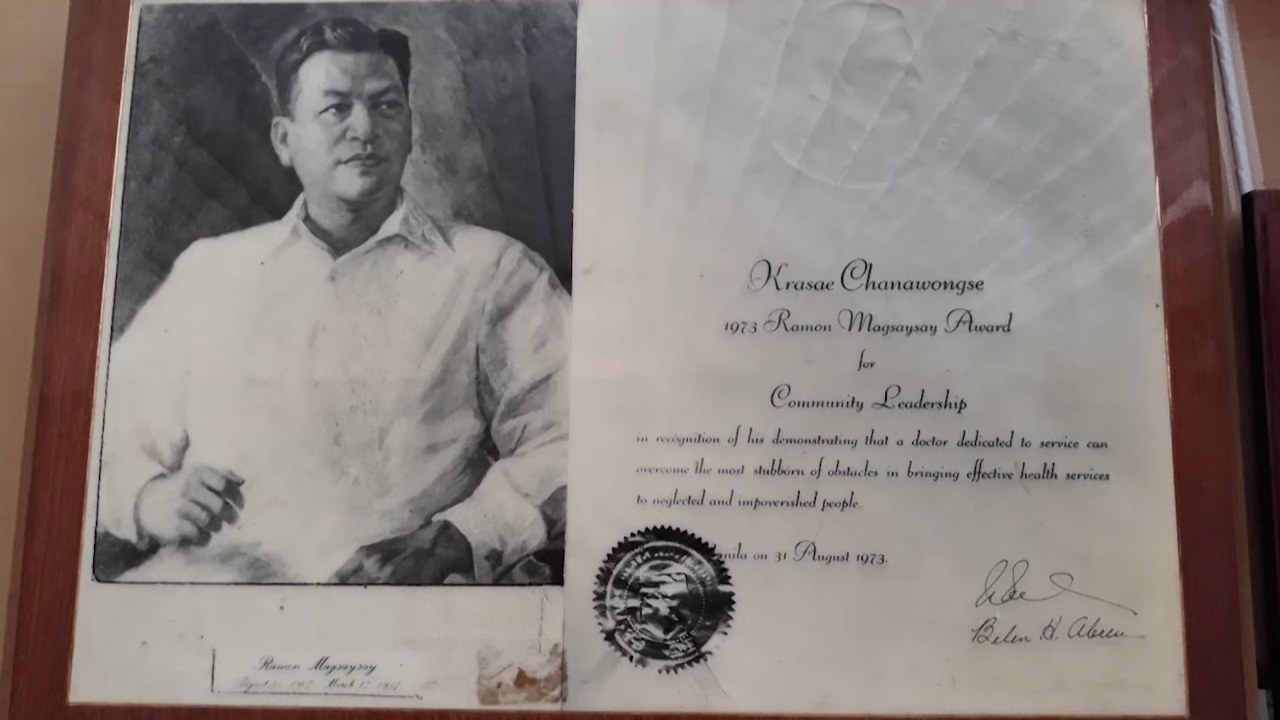 Krasae Chanawongse
1973 Ramon Magsaysay Award
for
Community Leadership
in recognition of his demonstrating that a doctor dedicated to service can
overcome the most stubborn of obstacles in bringing effective health services
to neglected and impoverished people.
on 31 August 1973.
Belen H. Abreu
Ramon Magsaysay